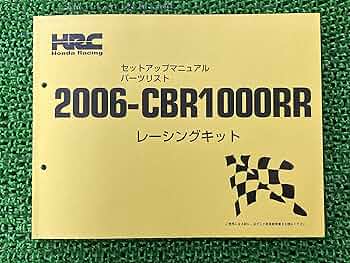 HRC
Honda Racing
セットアップマニュアル
パーツリスト
2006-CBR1000RR
レーシングキット